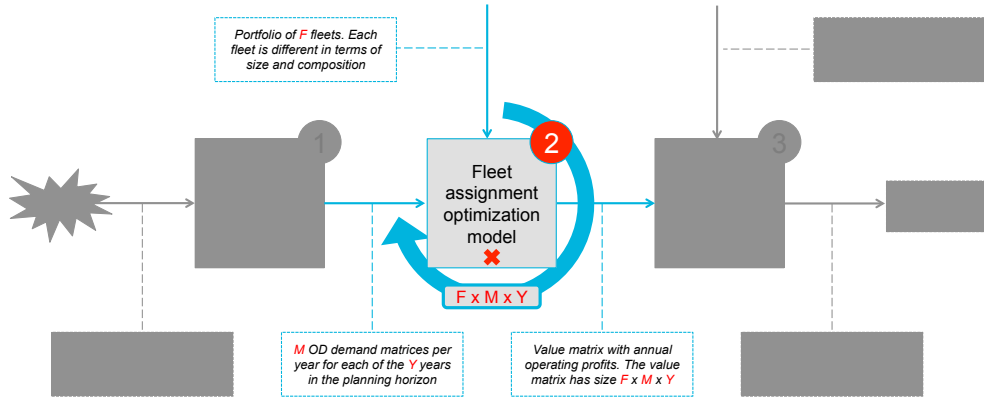 Portfolio of F fleets. Each
fleet is different in terms of
size and composition
1
2
3
Fleet
assignment
optimization
model
F x M x Y
M OD demand matrices per
year for each of the Y years
in the planning horizon
Value matrix with annual
operating profits. The value
matrix has size F x M x Y